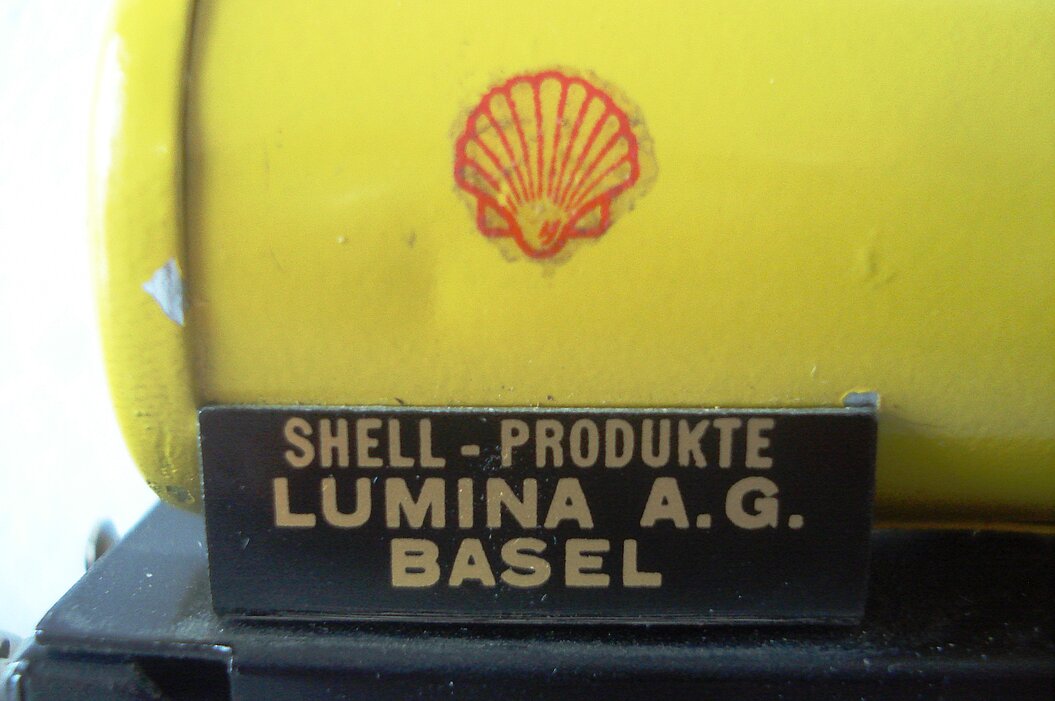 SHELL - PRODUKTE
LUMINA A.G.
BASEL